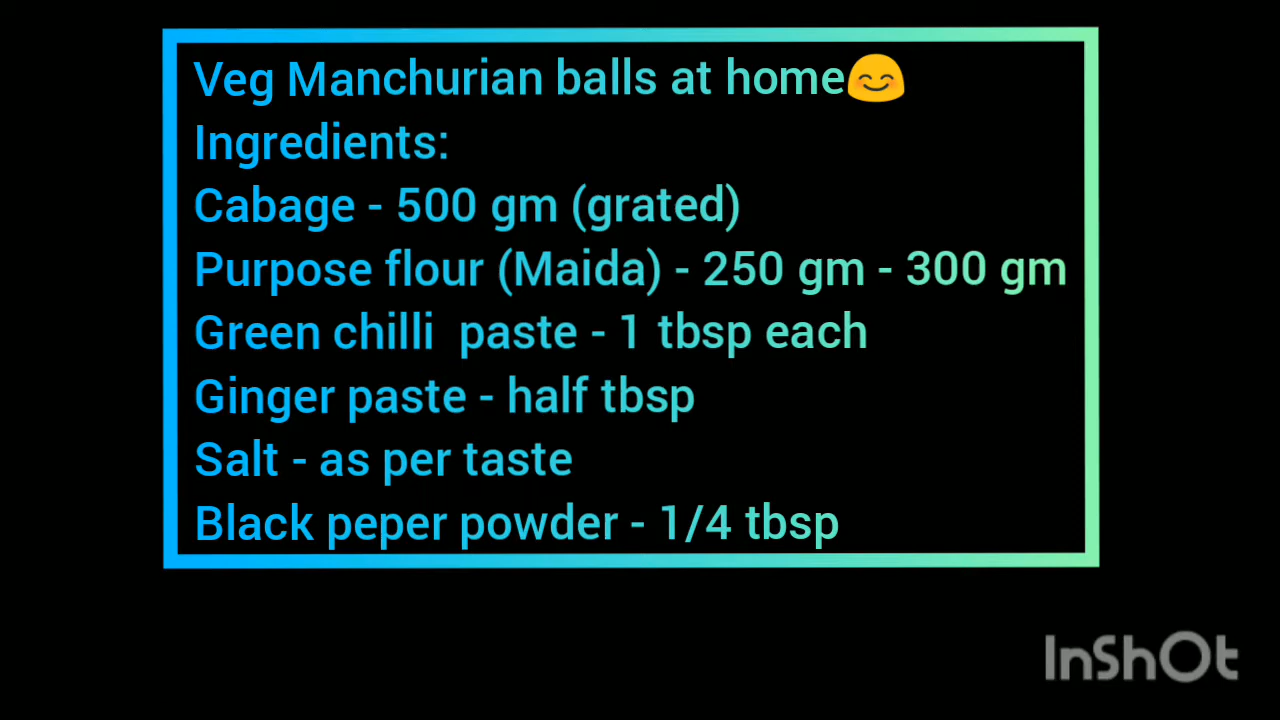 Veg Manchurian balls at home😊
Ingredients:
Cabage - 500 gm (grated)
Purpose flour (Maida) - 250 gm - 300 gm
Green chilli  paste - 1 tbsp each
Ginger paste - half tbsp
Salt - as per taste
Black peper powder - 1/4 tbsp
InShOt